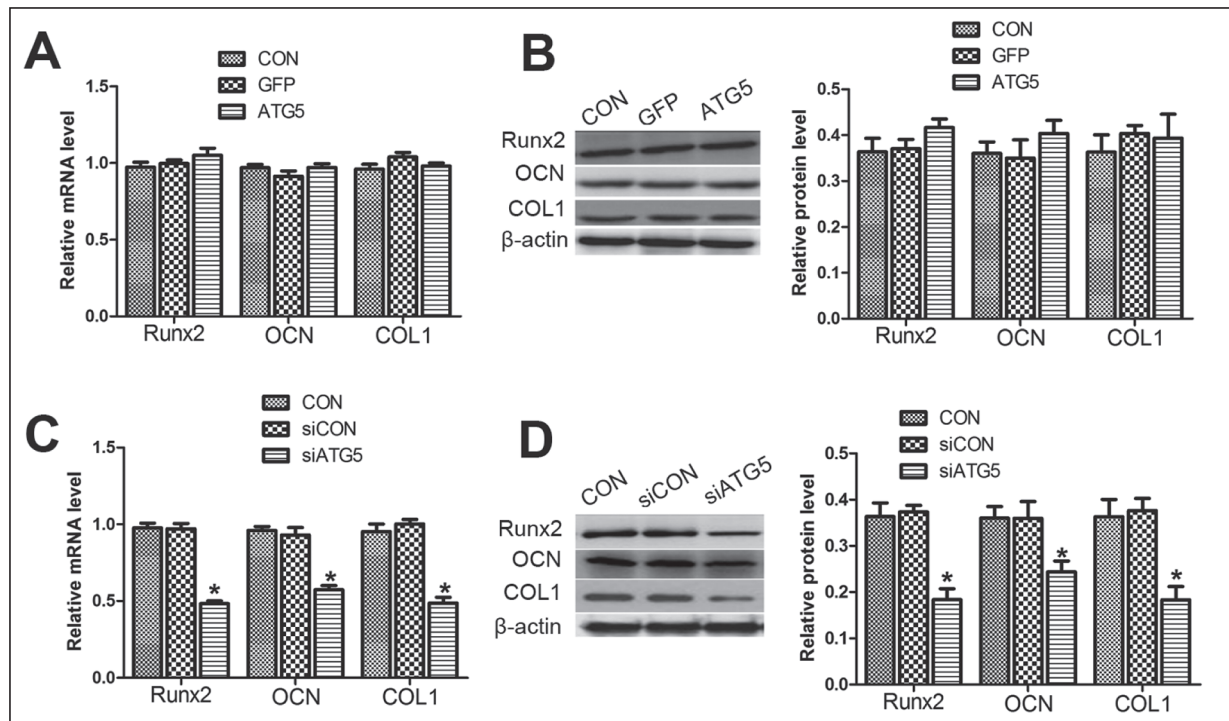 A
CON
GFP
ATG5
Relative mRNA level
1.5
1.0
0.5
0.0
Runx2 OCN COL1
B
CON GFP ATG5
Runx2
OCN
COL1
β-actin
CON
GFP
ATG5
Relative protein level
0.5
0.4
0.3
0.1
0.0
Runx2 OCN COL1
C
CON
siCON
siATG5
Relative mRNA level
1.5
1.0
0.5
0.0
* * *
Runx2 OCN COL1
D
CON siCON siATG5
Runx2
OCN
COL1
β-actin
CON
siCON
siATG5
Relative protein level
0.5
0.4
0.3
0.2
0.1
0.0
* * *
Runx2 OCN COL1